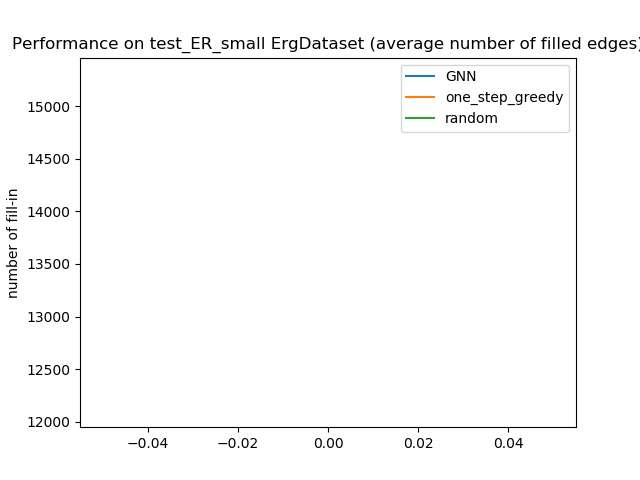 Performance on test_ER_small ErgDataset (average number of filled edges)
GNN
one_step_greedy
random
number of fill-in
15000
14500
14000
13500
13000
12500
12000
−0.04 −0.02 0.00 0.02 0.04